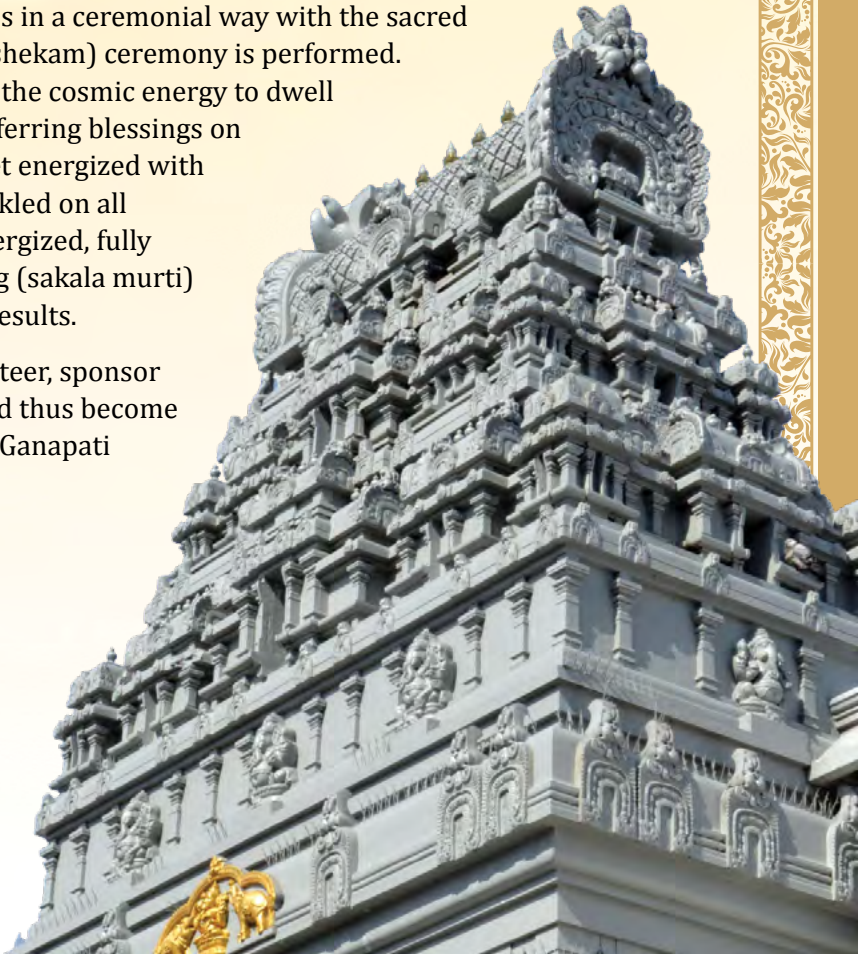 s in a ceremonial way with the sacred
shekam) ceremony is performed.
the cosmic energy to dwell
ferring blessings on
t energized with
kled on all
ergized, fully
g (sakala murti)
esults.
teer, sponsor
d thus become
Ganapati